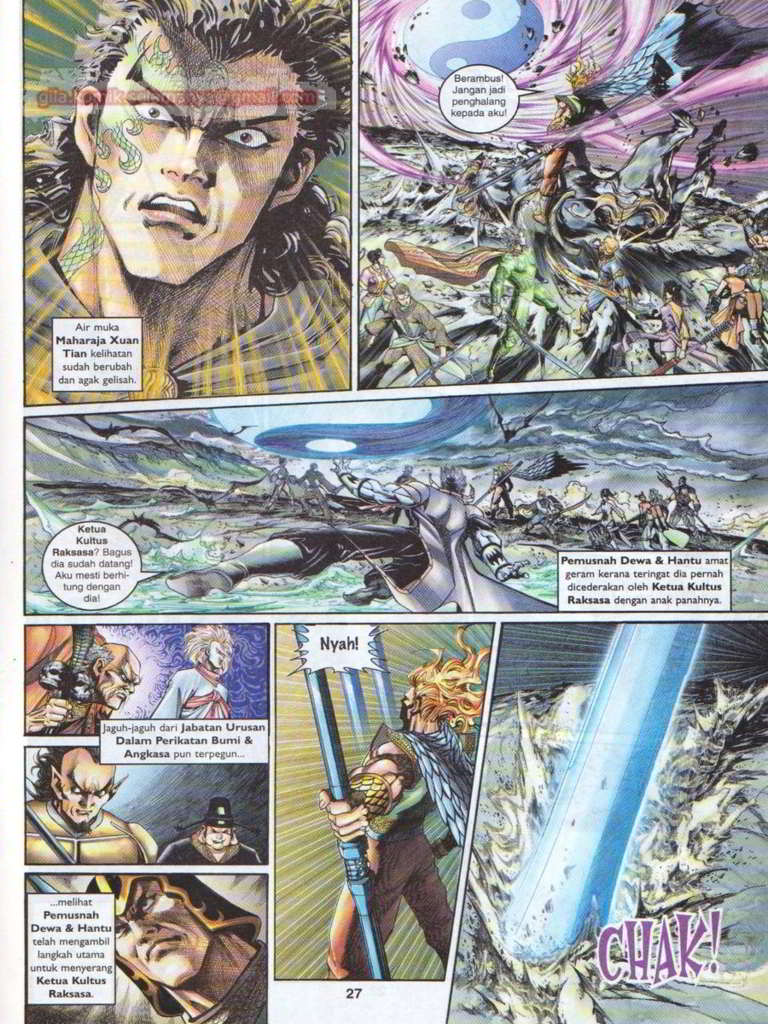 Air muka
Maharaja Xuan
Tian kelihatan
sudah berubah
dan agak gelisah.
Berambus!
Jangan jadi
penghalang
kepada aku!
Ketua
Kultus
Raksasa? Bagus
dia sudah datang!
Aku mesti berhi-
tung dengan
dia!
Pemusnah Dewa & Hantu amat
geram kerana teringat dia pernah
dicederakan oleh Ketua Kultus
Raksasa dengan anak panahnya.
Jaguh-jaguh dari Jabatan Urusan
Dalam Perikatan Bumi &
Angkasa pun terpegun...
...melihat
Pemusnah
Dewa & Hantu
telah mengambil
langkah utama
untuk menyerang
Ketua Kultus
Raksasa.
Nyah!
CHAK!
27